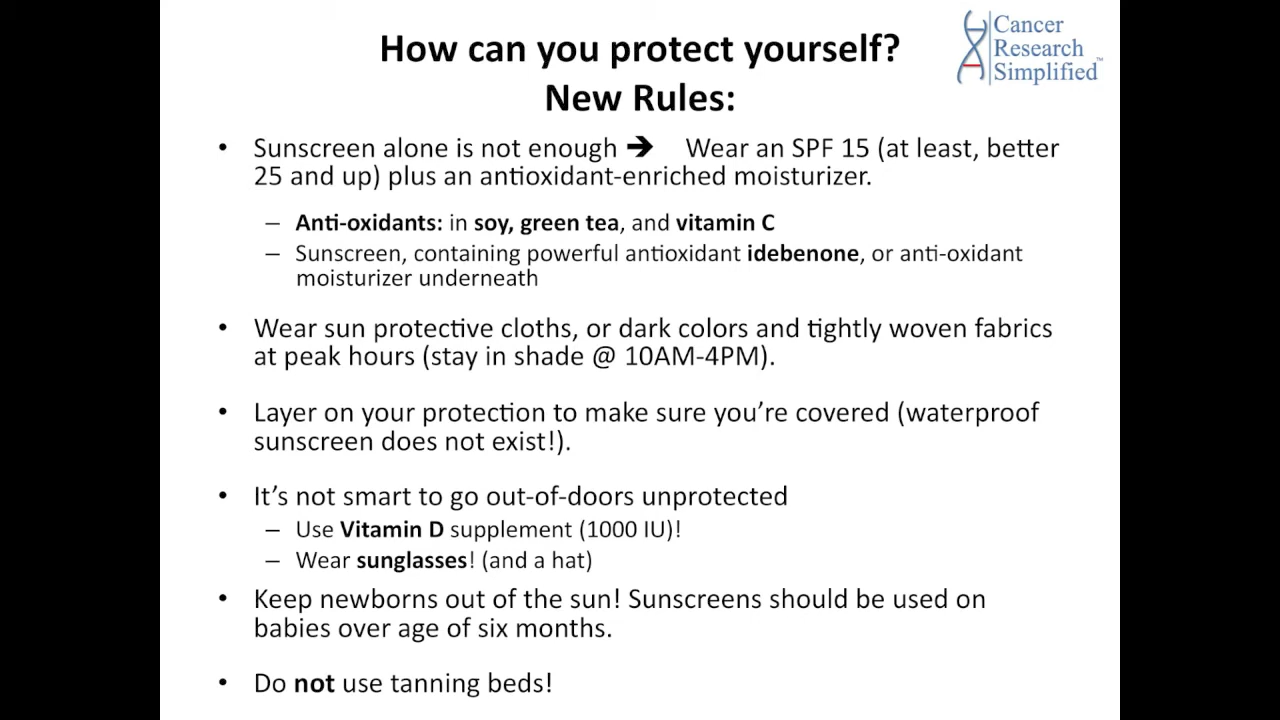 How can you protect yourself?
New Rules:
Cancer
Research
Simplified™
• Sunscreen alone is not enough ➔ Wear an SPF 15 (at least, better
25 and up) plus an antioxidant-enriched moisturizer.
– Anti-oxidants: in soy, green tea, and vitamin C
– Sunscreen, containing powerful antioxidant idebenone, or anti-oxidant
moisturizer underneath
• Wear sun protective cloths, or dark colors and tightly woven fabrics
at peak hours (stay in shade @ 10AM-4PM).
• Layer on your protection to make sure you're covered (waterproof
sunscreen does not exist!).
• It's not smart to go out-of-doors unprotected
– Use Vitamin D supplement (1000 IU)!
– Wear sunglasses! (and a hat)
• Keep newborns out of the sun! Sunscreens should be used on
babies over age of six months.
• Do not use tanning beds!